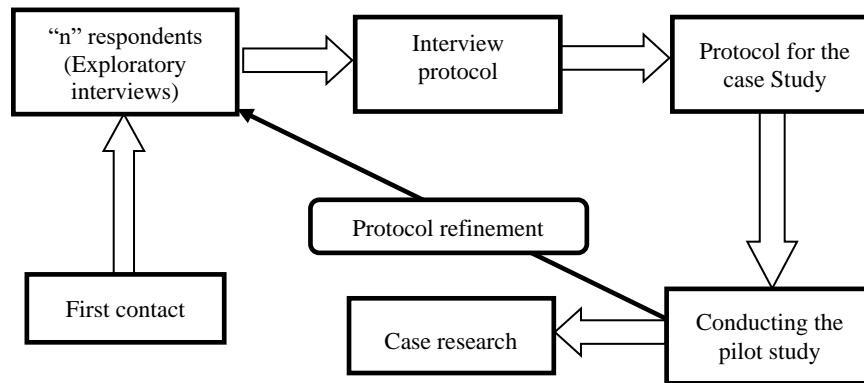 “n” respondents
(Exploratory
interviews)
Interview
protocol
Protocol for the
case Study
Protocol refinement
First contact
Case research
Conducting the
pilot study